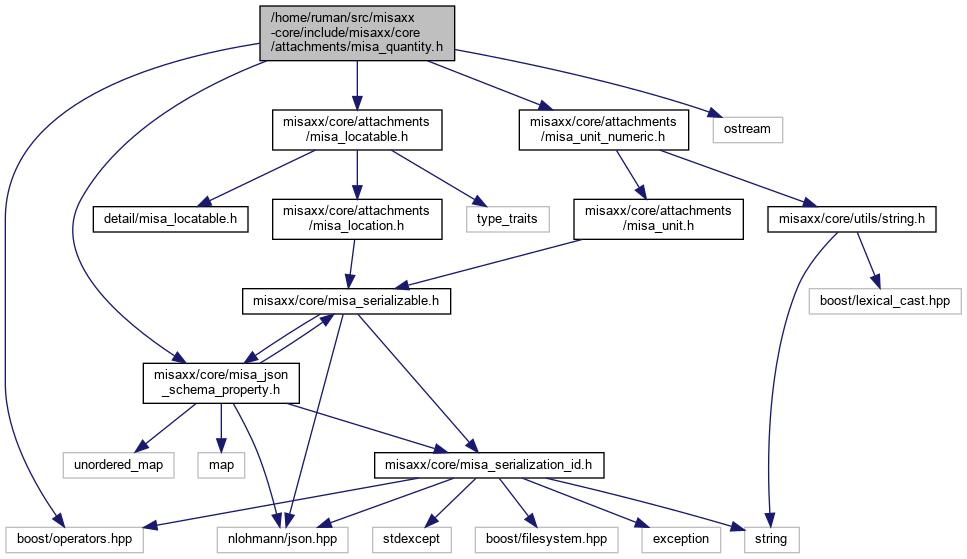 /home/ruman/src/misaxx
-core/include/misaxx/core
/attachments/misa_quantity.h
misaxx/core/attachments
/misa_locatable.h
misaxx/core/attachments
/misa_unit_numeric.h
ostream
detail/misa_locatable.h
misaxx/core/attachments
/misa_location.h
type_traits
misaxx/core/attachments
/misa_unit.h
misaxx/core/utils/string.h
misaxx/core/misa_serializable.h
boost/lexical_cast.hpp
misaxx/core/misa_json
_schema_property.h
unordered_map
map
misaxx/core/misa_serialization_id.h
boost/operators.hpp
nlohmann/json.hpp
stdexcept
boost/filesystem.hpp
exception
string